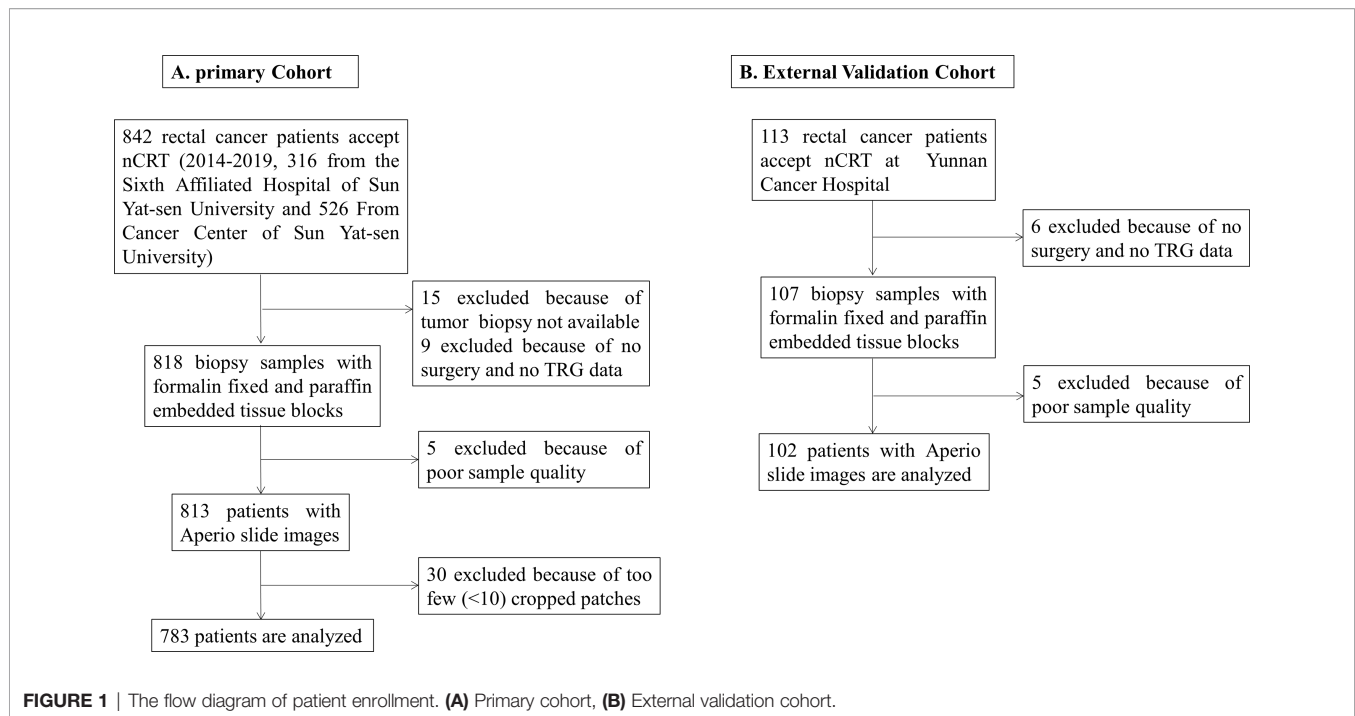 A. primary Cohort
842 rectal cancer patients accept
nCRT (2014-2019, 316 from the
Sixth Affiliated Hospital of Sun
Yat-sen University and 526 From
Cancer Center of Sun Yat-sen
University)
15 excluded because of
tumor biopsy not available
9 excluded because of no
surgery and no TRG data
818 biopsy samples with
formalin fixed and paraffin
embedded tissue blocks
5 excluded because of
poor sample quality
813 patients with
Aperio slide images
30 excluded because of too
few (<10) cropped patches
783 patients are analyzed
B. External Validation Cohort
113 rectal cancer patients
accept nCRT at Yunnan
Cancer Hospital
6 excluded because of no
surgery and no TRG data
107 biopsy samples with
formalin fixed and paraffin
embedded tissue blocks
5 excluded because of
poor sample quality
102 patients with Aperio
slide images are analyzed
FIGURE 1 | The flow diagram of patient enrollment. (A) Primary cohort, (B) External validation cohort.